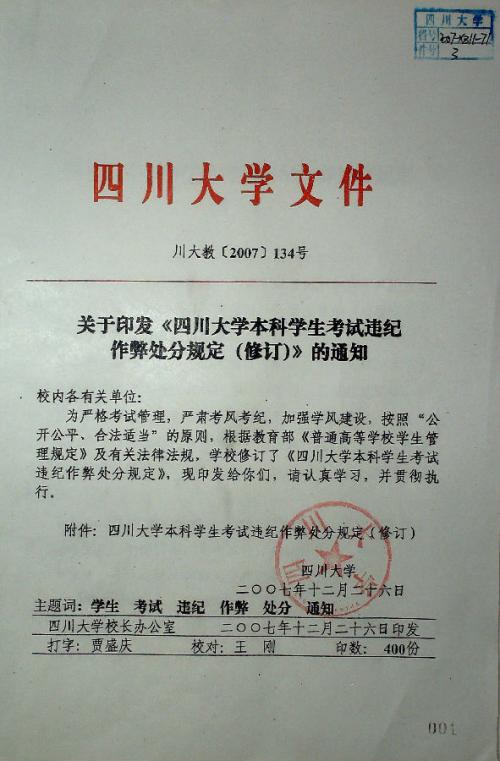 四川大学
档号 2007-XZ11-71
件号 3
四川大学文件
川大教〔2007〕134号
关于印发《四川大学本科学生考试违纪
作弊处分规定（修订）》的通知
校内各有关单位：
为严格考试管理，严肃考风考纪，加强学风建设，按照“公
开公平、合法适当”的原则，根据教育部《普通高等学校学生管
理规定》及有关法律法规，学校修订了《四川大学本科学生考试
违纪作弊处分规定》，现印发给你们，请认真学习，并贯彻执
行。
附件：四川大学本科学生考试违纪作弊处分规定（修订）
四川大学
二〇〇七年十二月二十六日
主题词：学生 考试 违纪 作弊 处分 通知
四川大学校长办公室 二〇〇七年十二月二十六日印发
打字：贾盛庆 校对：王 刚 印数：400份
001